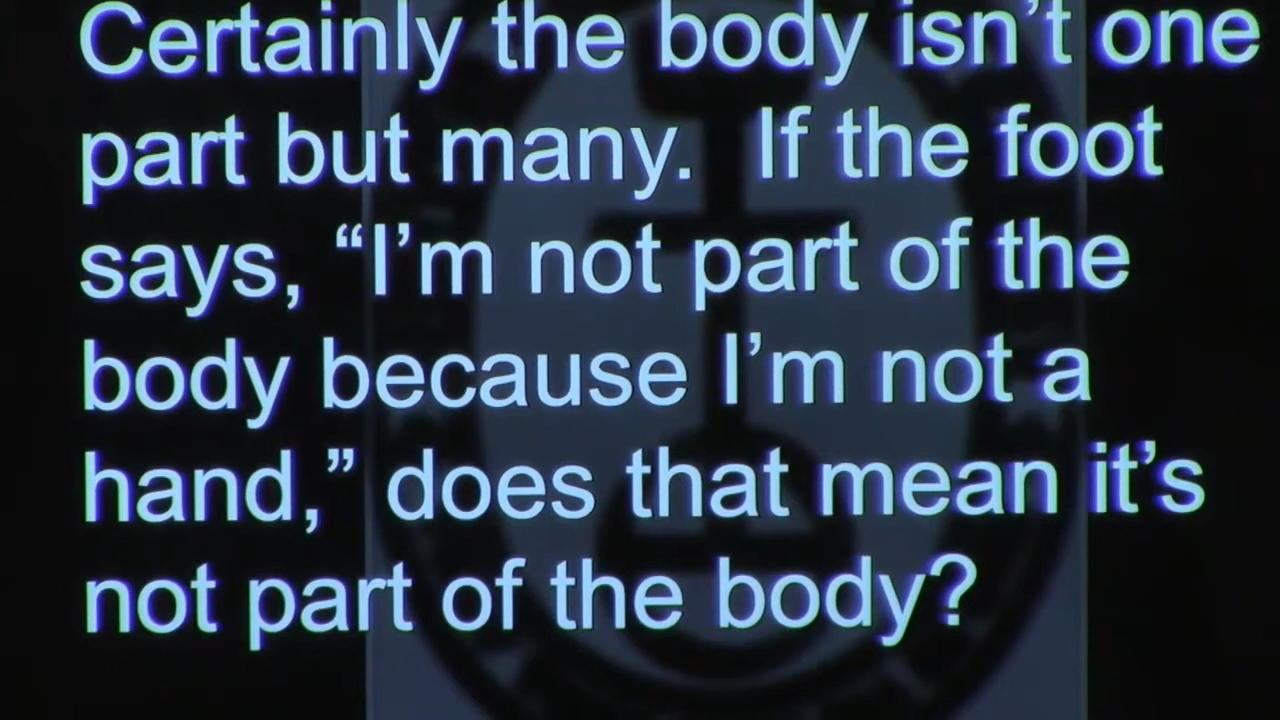 Certainly the body isn’t one
part but many.  If the foot
says, “I’m not part of the
body because I’m not a
hand,” does that mean it’s
not part of the body?